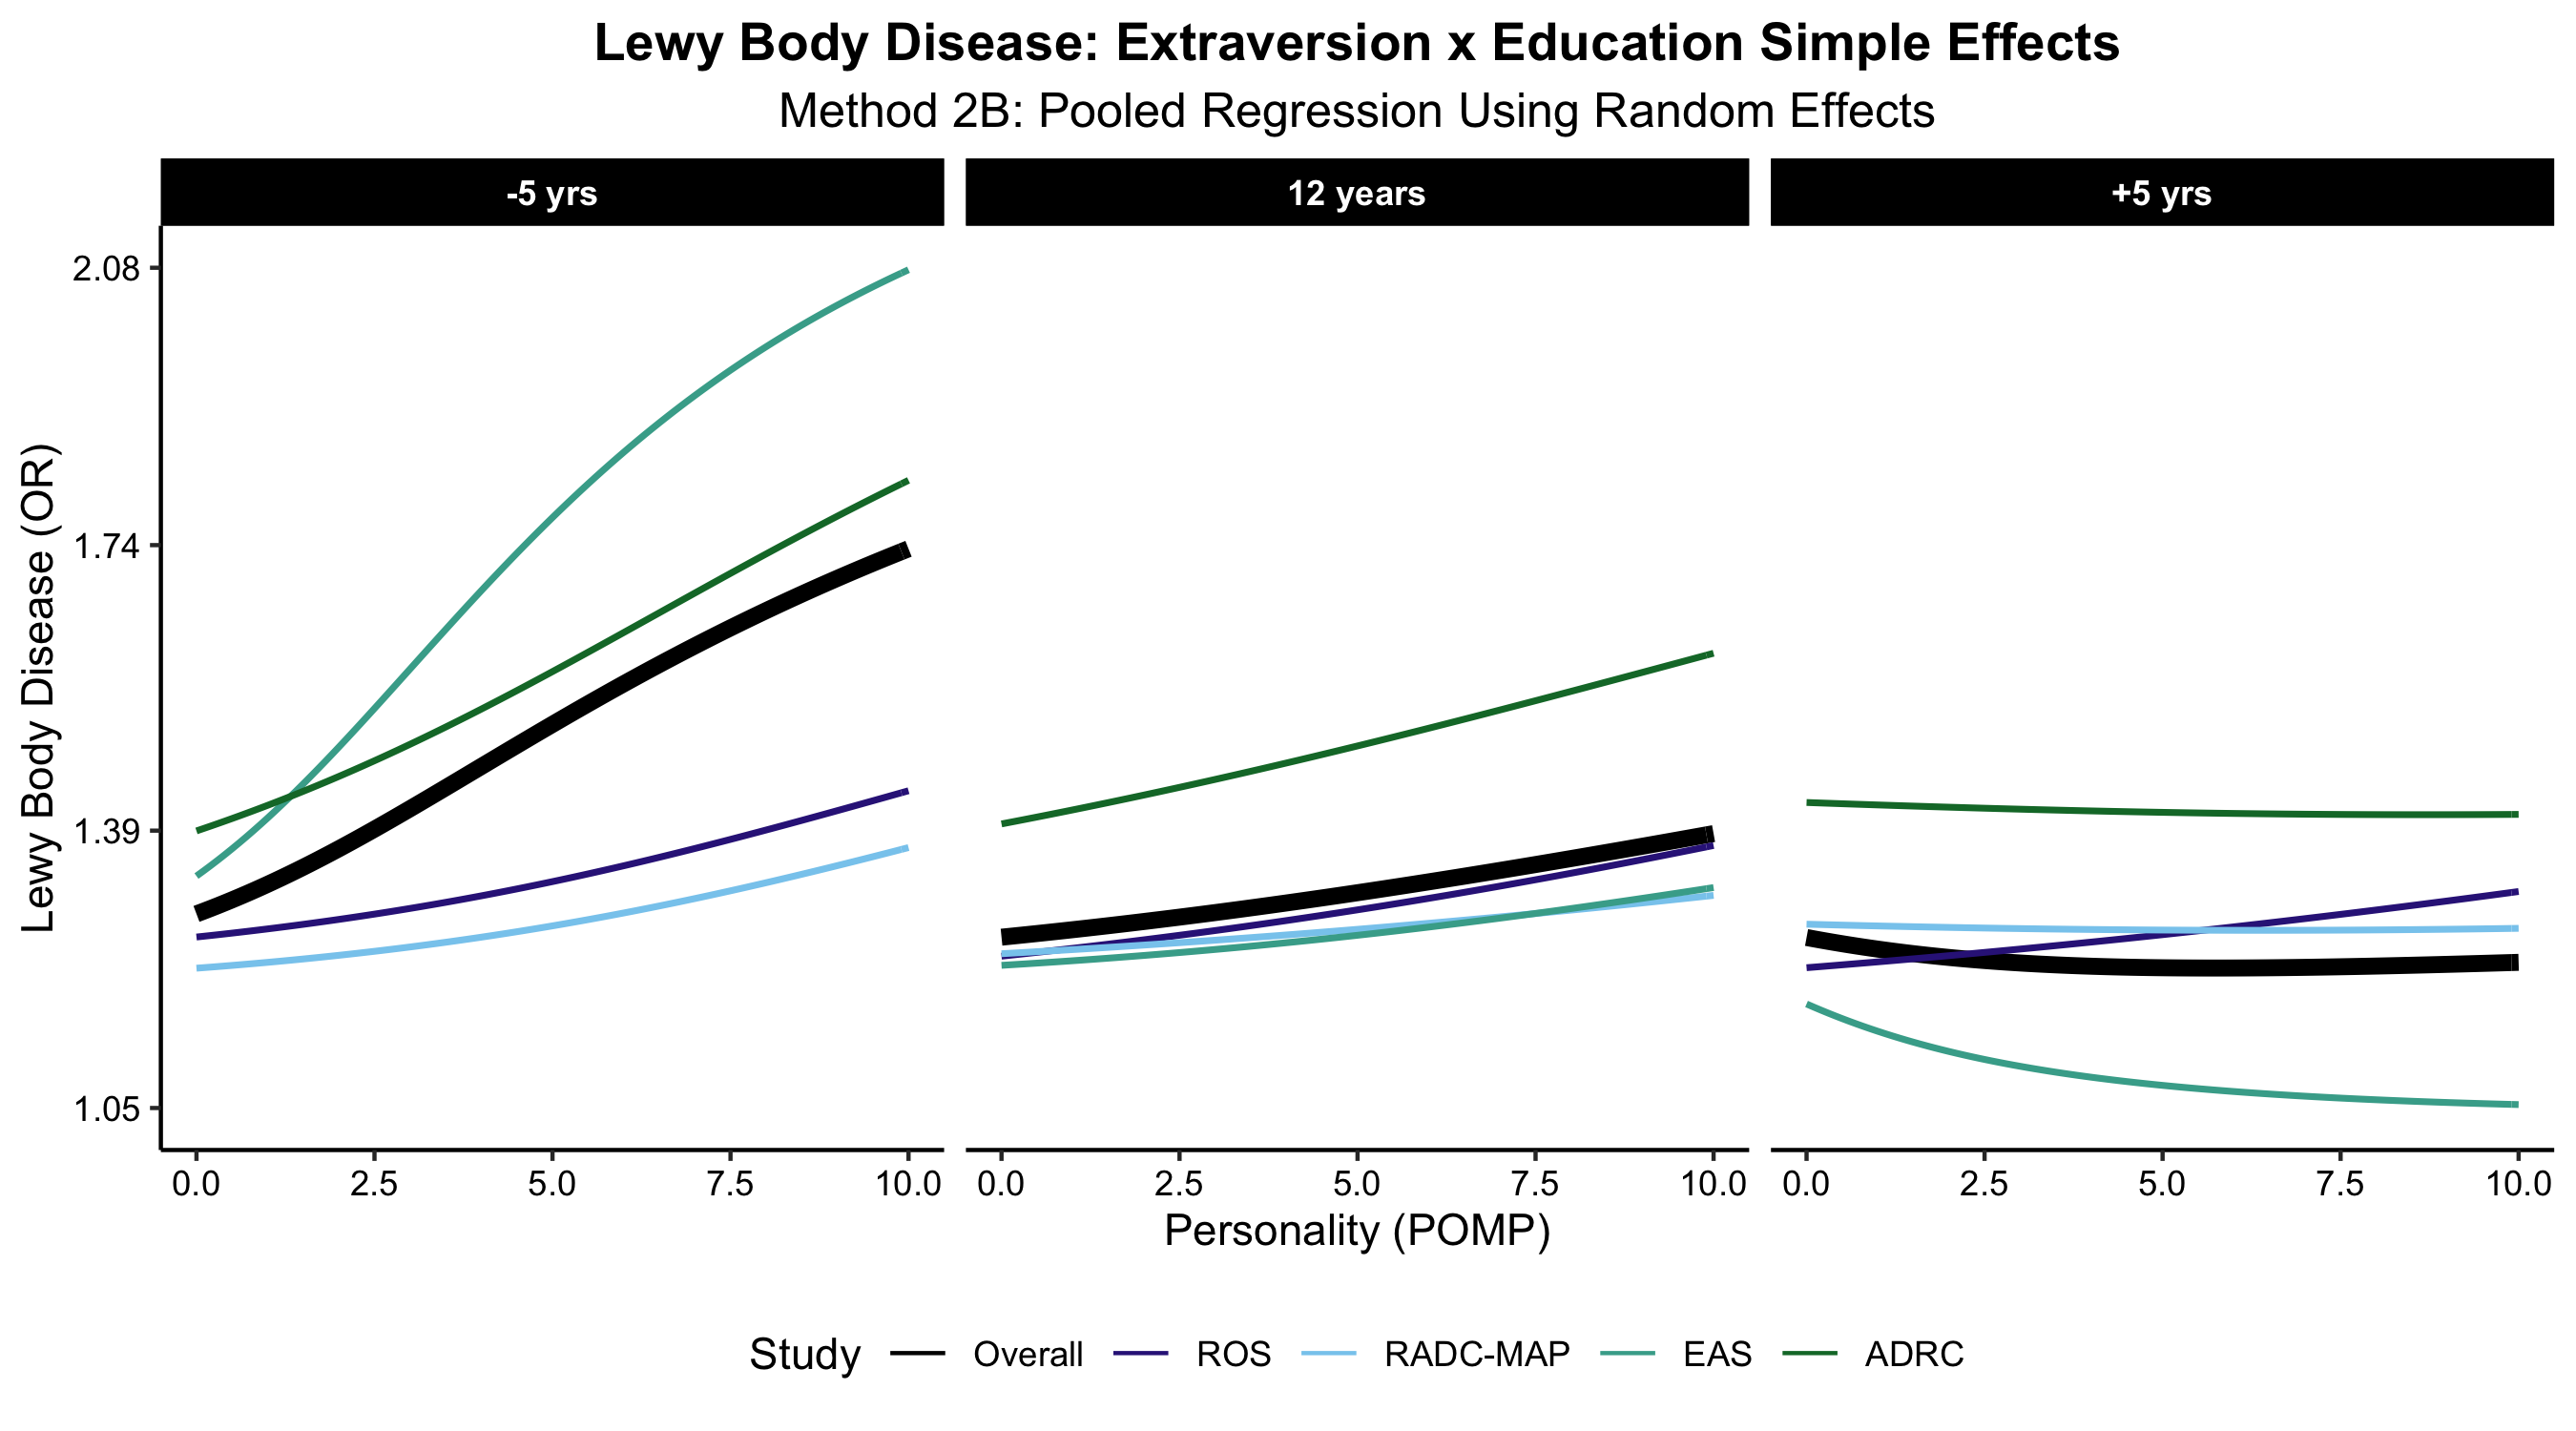 Lewy Body Disease: Extraversion x Education Simple Effects
Method 2B: Pooled Regression Using Random Effects
-5 yrs 12 years +5 yrs
Lewy Body Disease (OR)
2.08
1.74
1.39
1.05
0.0 2.5 5.0 7.5 10.0 0.0 2.5 5.0 7.5 10.0 0.0 2.5 5.0 7.5 10.0
Personality (POMP)
Study Overall ROS RADC-MAP EAS ADRC